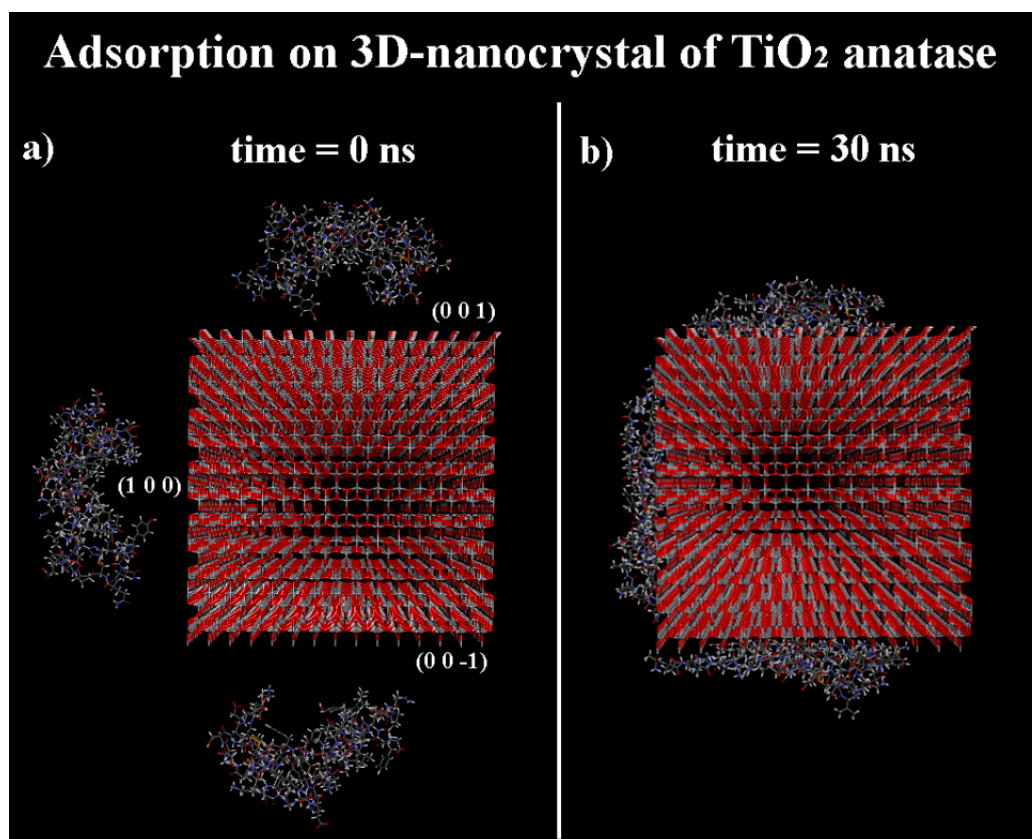 Adsorption on 3D-nanocrystal of TiO₂ anatase
a)
time = 0 ns
(0 0 1)
(1 0 0)
(0 0 -1)
b)
time = 30 ns